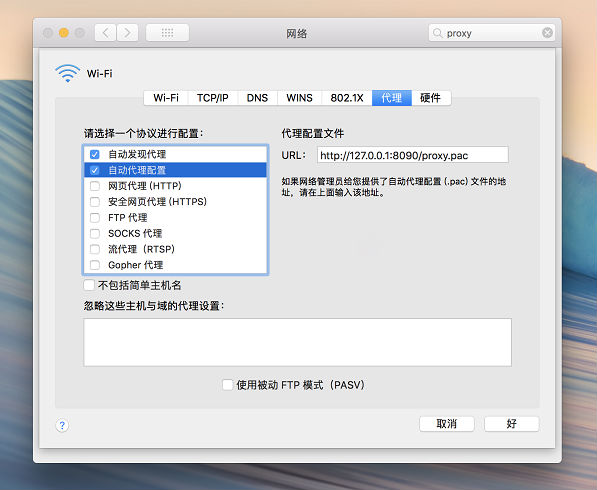 网络
proxy
Wi-Fi
Wi-Fi TCP/IP DNS WINS 802.1X 代理 硬件
请选择一个协议进行配置：
自动发现代理
自动代理配置
网页代理 (HTTP)
安全网页代理 (HTTPS)
FTP 代理
SOCKS 代理
流代理（RTSP）
Gopher 代理
代理配置文件
URL： http://127.0.0.1:8090/proxy.pac
如果网络管理员给您提供了自动代理配置 (.pac) 文件的地
址，请在上面输入该地址。
不包括简单主机名
忽略这些主机与域的代理设置：
使用被动 FTP 模式（PASV）
?
取消
好